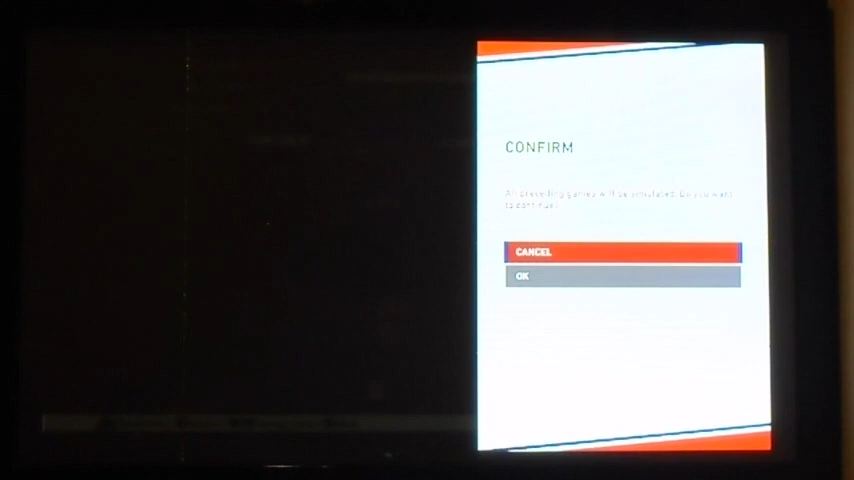 CONFIRM
All preceding games will be simulated. Do you want
to continue?
CANCEL
OK